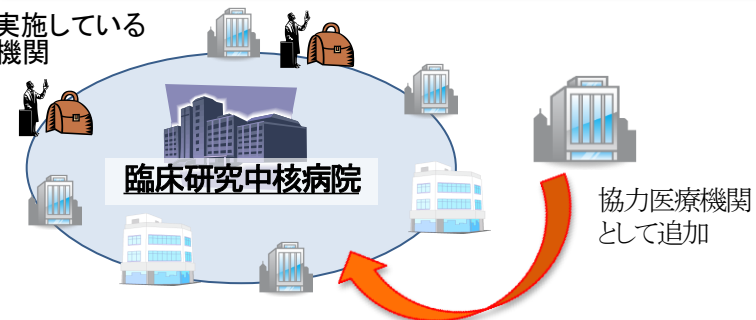 実施している
機関
臨床研究中核病院
協力医療機関
として追加